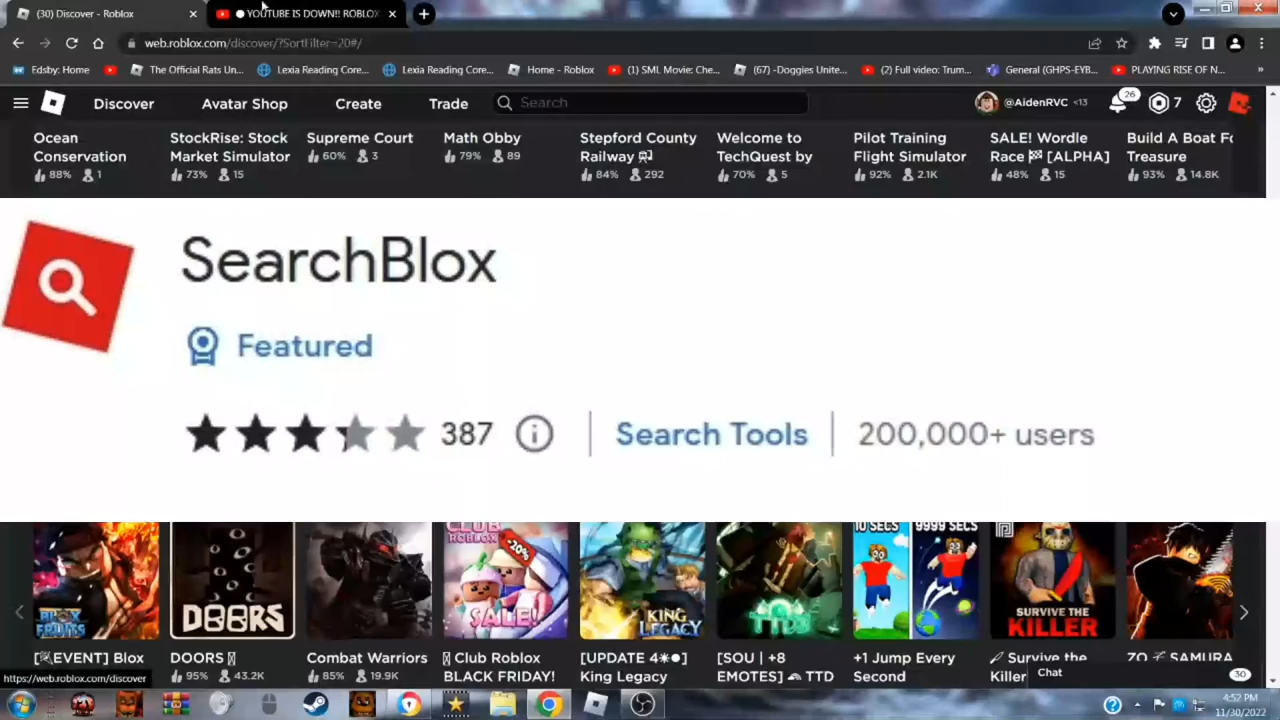 (30) Discover - Roblox
YOUTUBE IS DOWN!! ROBLOX
web.roblox.com/discover/?SortFilter=20#/
Edsby: Home
The Official Rats Un...
Lexia Reading Core...
Lexia Reading Core...
Home - Roblox
(1) SML Movie: Che...
(67) -Doggies Unite...
(2) Full video: Trum...
General (GHPS-EYB...
PLAYING RISE OF N...
»
Discover
Avatar Shop
Create
Trade
Search
@AidenRVC <13
26
7
Ocean
Conservation
88% 1
StockRise: Stock
Market Simulator
73% 15
Supreme Court
60% 3
Math Obby
79% 89
Stepford County
Railway
84% 292
Welcome to
TechQuest by
70% 5
Pilot Training
Flight Simulator
92% 2.1K
SALE! Wordle
Race [ALPHA]
48% 15
Build A Boat Fo
Treasure
93% 14.8K
SearchBlox
Featured
387
Search Tools
200,000+ users
BLOX
FRUITS
DOORS
CLUB
ROBLOX
-20%
SALE!
KING
LEGACY
TTD3
10 SECS
9999 SECS
SURVIVE THE
KILLER
[EVENT] Blox
DOORS
95% 43.2K
Combat Warriors
85% 19.9K
Club Roblox
BLACK FRIDAY!
[UPDATE 4]
King Legacy
[SOU | +8
EMOTES] TTD
+1 Jump Every
Second
Survive the
Killer
ZO SAMURA
Chat
30
https://web.roblox.com/discover
4:52 PM
11/30/2022